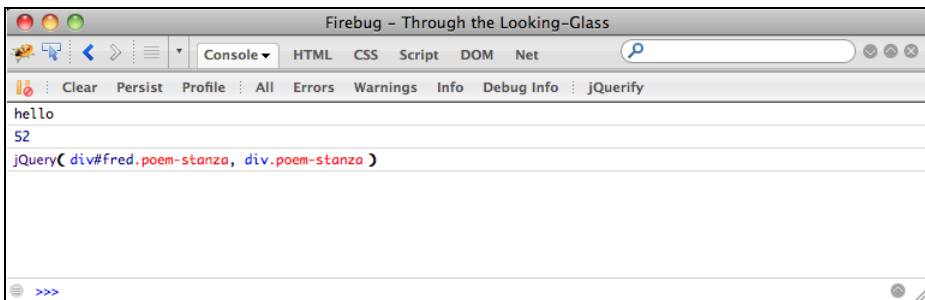 Firebug - Through the Looking-Glass
Console HTML CSS Script DOM Net
Clear Persist Profile All Errors Warnings Info Debug Info jQuerify
hello
52
jQuery( div#fred.poem-stanza, div.poem-stanza )
>>>